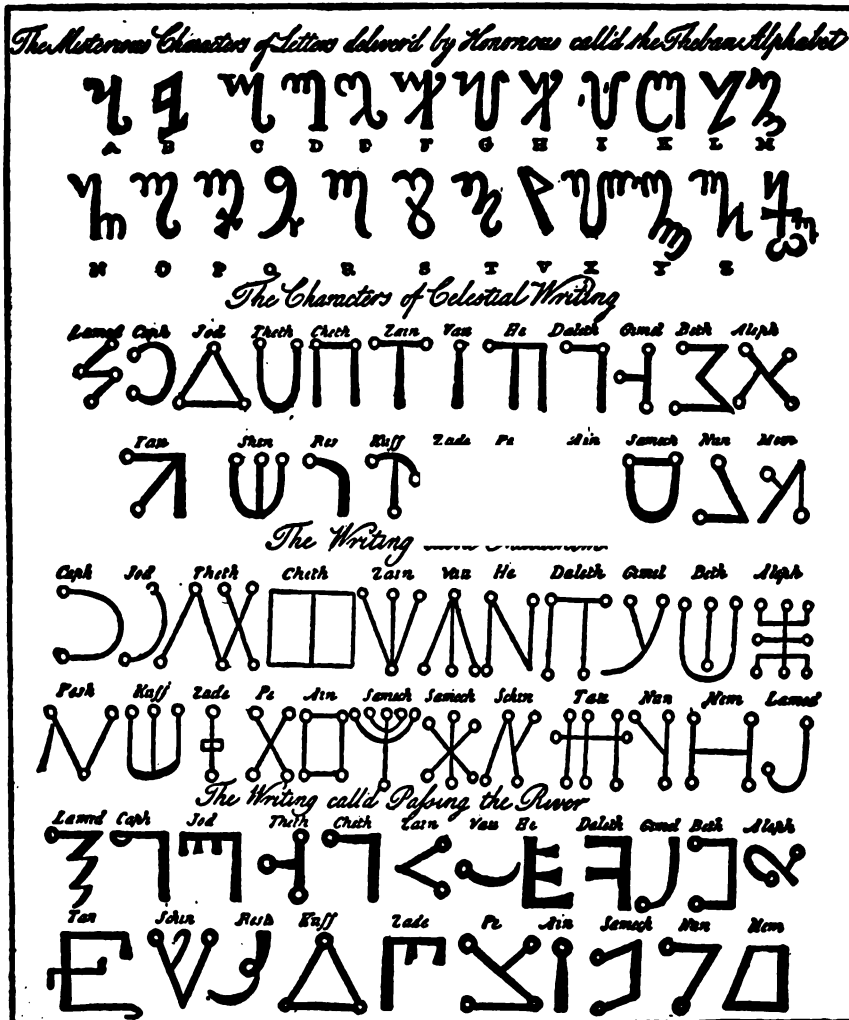 The Misterious Characters of Letters deliver'd by Honorious call'd the Theban Alphabet
A B C D E F G H I K L M
N O P Q R S T V X Y Z
The Characters of Celestial Writing
Lamed Caph Jod Theth Cheth Zain Vau He Daleth Gimel Beth Aleph
Tau Shin Res Kuff Zade Pe Ain Samech Nun Mem
The Writing
Caph Jod Theth Cheth Zain Vau He Daleth Gimel Beth Aleph
Resh Kuff Zade Pe Ain Samech Samech Schin Tau Nun Mem Lamed
The Writing call'd Passing the River
Lamed Caph Jod Theth Cheth Zain Vau He Daleth Gimel Beth Aleph
Tau Schin Resh Kuff Zade Pe Ain Samech Nun Mem